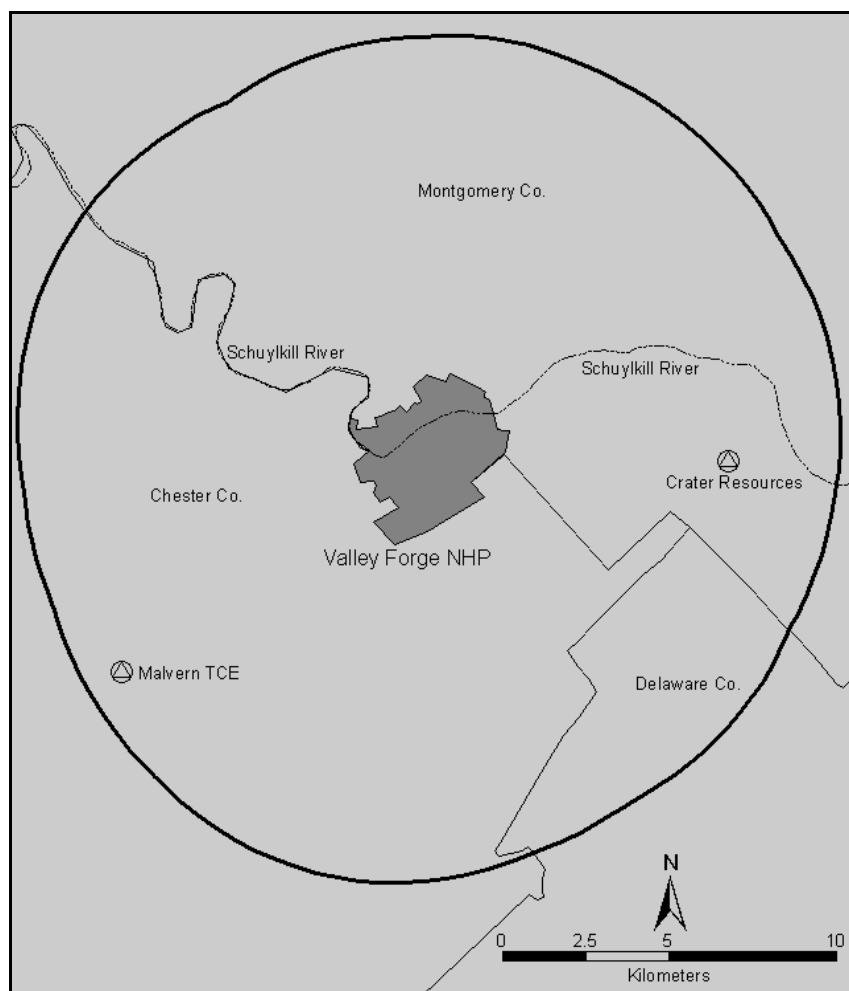 Montgomery Co.
Schuylkill River
Schuylkill River
Crater Resources
Chester Co.
Valley Forge NHP
Malvern TCE
Delaware Co.
N
0 2.5 5 10
Kilometers